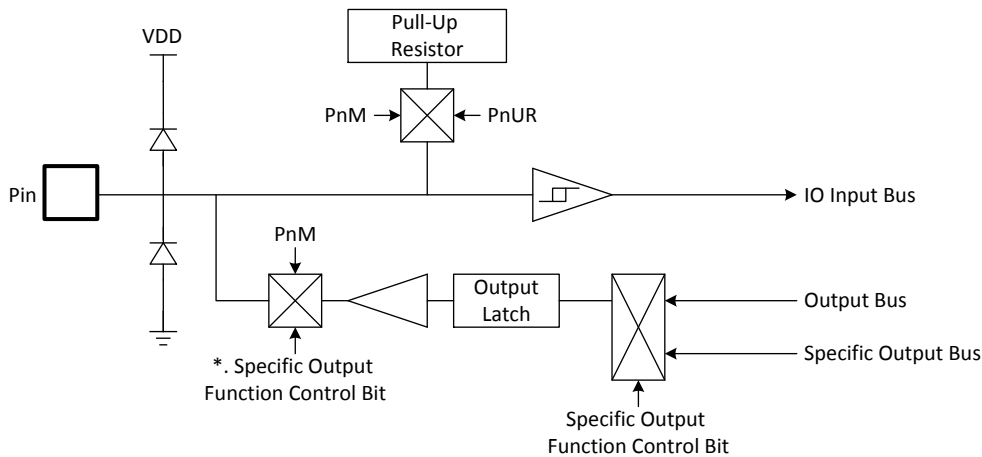 VDD
Pull-Up
Resistor
PnM
PnUR
Pin
IO Input Bus
PnM
Output
Latch
Output Bus
Specific Output Bus
*. Specific Output
Function Control Bit
Specific Output
Function Control Bit